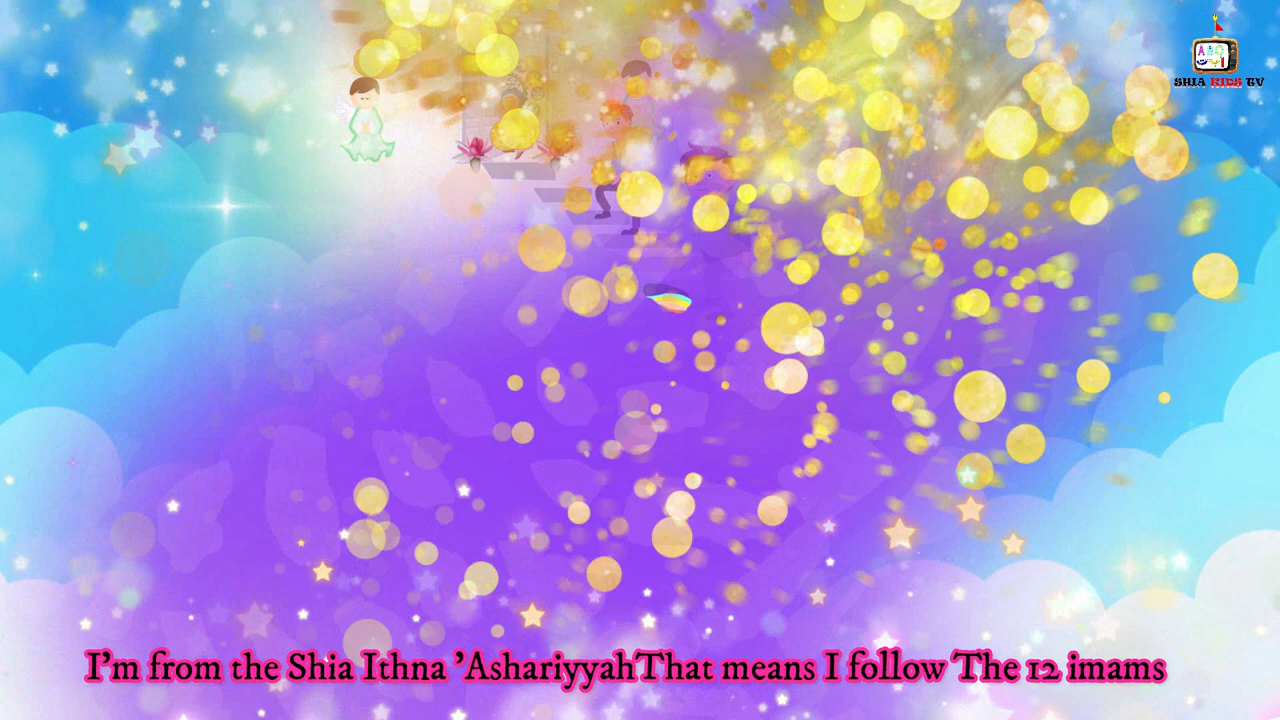 SHIA KIDS TV
I'm from the Shia Ithna 'AshariyyahThat means I follow The 12 imams